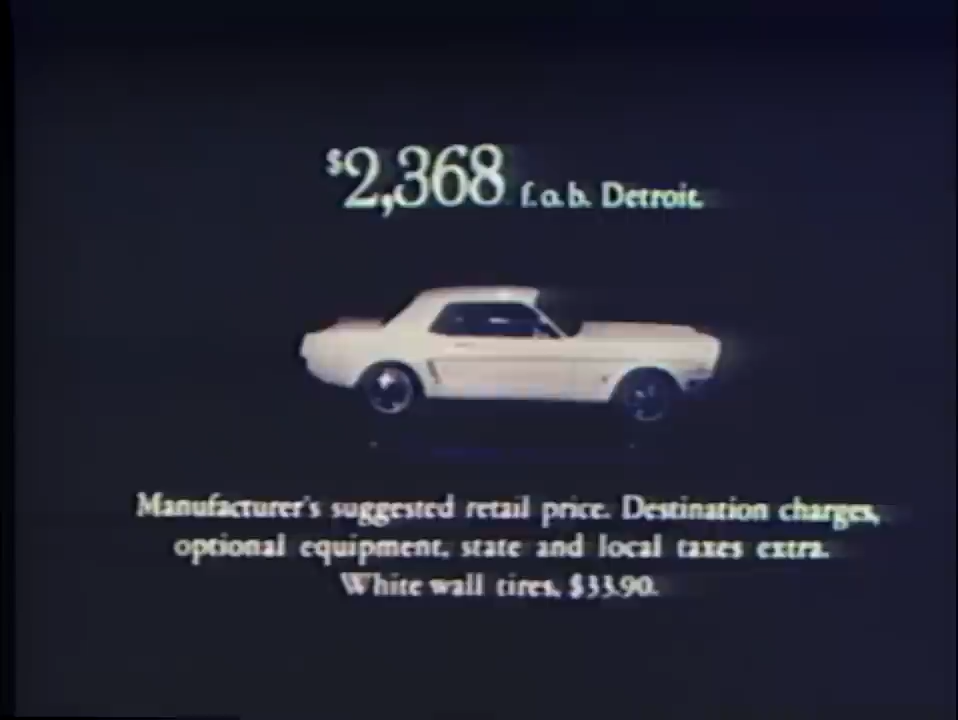 $2,368 f.o.b. Detroit.
Manufacturer's suggested retail price. Destination charges,
optional equipment, state and local taxes extra.
White wall tires, $33.90.